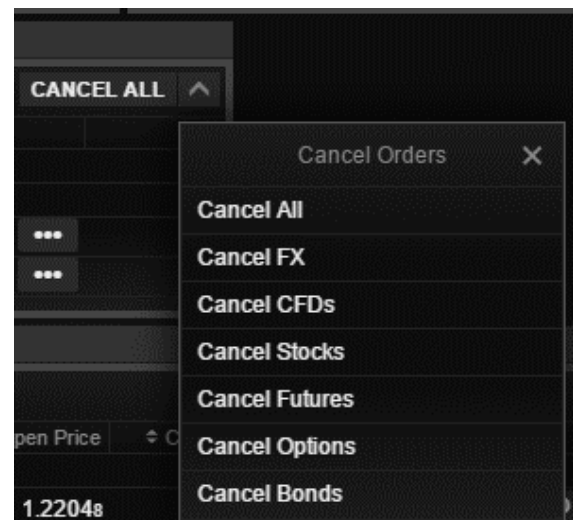 CANCEL ALL
Cancel Orders
Cancel All
Cancel FX
Cancel CFDs
Cancel Stocks
Cancel Futures
Cancel Options
pen Price
C
Cancel Bonds
1.22048